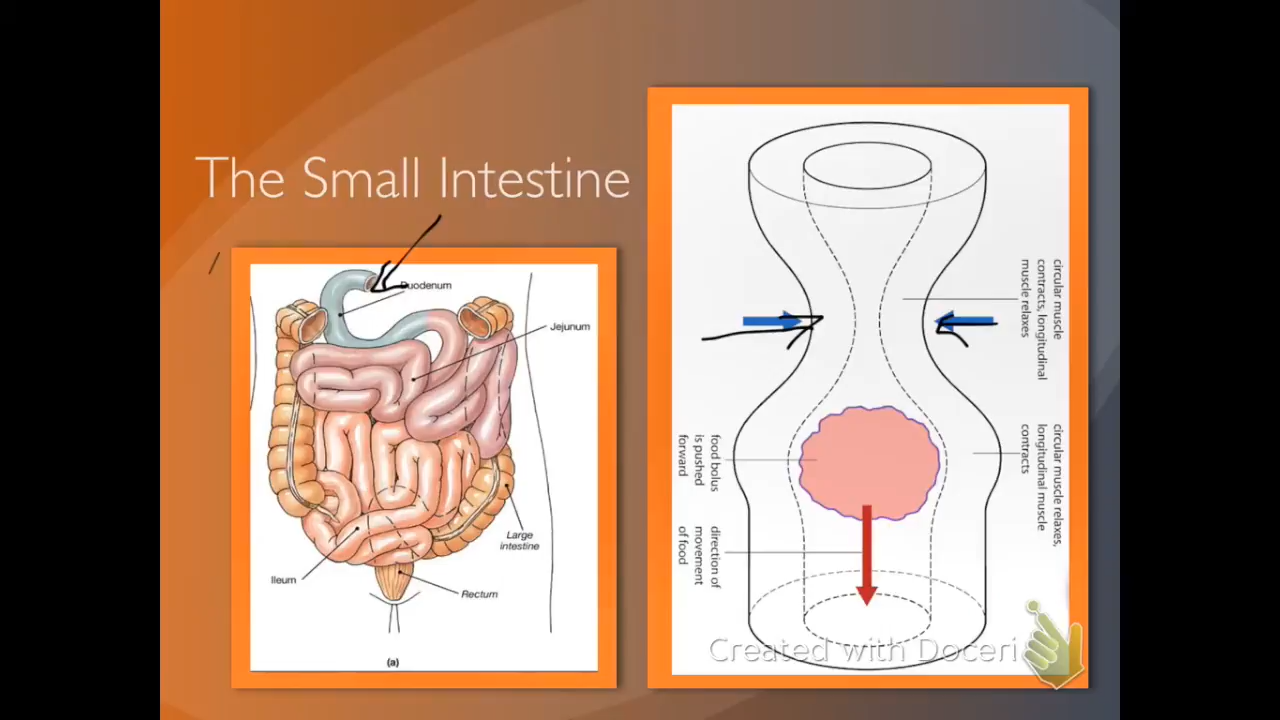 The Small Intestine
Duodenum
Jejunum
Large
intestine
Ileum
Rectum
(a)
circular muscle
contracts, longitudinal
muscle relaxes
circular muscle relaxes,
longitudinal muscle
contracts
food bolus
is pushed
forward
direction of
movement
of food
Created with Doceri